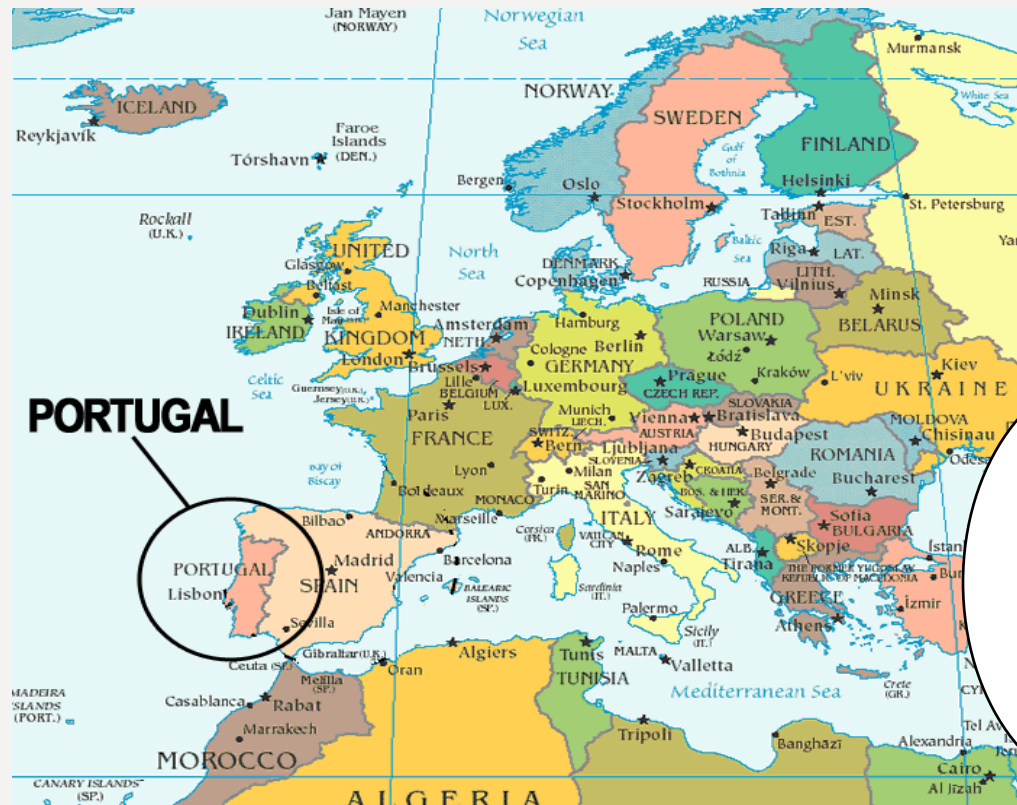 Jan Mayen
(NORWAY)
Norwegian
Sea
Murmansk
White Sea
ICELAND
Reykjavík
NORWAY
SWEDEN
FINLAND
Faroe
Islands
(DEN.)
Tórshavn
Gulf
of
Bothnia
Bergen
Oslo
Helsinki
Stockholm
Tallinn
EST.
St. Petersburg
Rockall
(U.K.)
North
Sea
Baltic
Sea
Riga
LAT.
UNITED
KINGDOM
Glasgow
Belfast
DENMARK
Copenhagen
LITH.
Vilnius
RUSSIA
Minsk
BELARUS
Dublin
IRELAND
Isle of
Manchester
London
Amsterdam
NETH.
Hamburg
Berlin
POLAND
Warsaw
Łódź
Celtic
Sea
Brussels
Cologne
GERMANY
Kiev
UKRAINE
L'viv
Kraków
Guernsey (U.K.)
Jersey (U.K.)
Lille
BELGIUM
LUX.
Luxembourg
Prague
CZECH REP.
SLOVAKIA
PORTUGAL
Paris
FRANCE
Munich
LIECH.
Vienna
Bratislava
AUSTRIA
Budapest
HUNGARY
MOLDOVA
Chisinau
SWITZ.
Bern
Ljubljana
SLOVENIA
Zagreb
CROATIA
ROMANIA
Bucharest
Odesa
Bay of
Biscay
Lyon
Bordeaux
Milan
Turin
SAN
MARINO
MONACO
BOS. & HER.
Sarajevo
Belgrade
SER. &
MONT.
Sofia
BULGARIA
Bilbao
ANDORRA
Marseille
Corsica
(FR.)
ITALY
VATICAN
CITY
Rome
Naples
ALB.
Tirana
Skopje
THE FORMER YUGOSLAV
REPUBLIC OF MACEDONIA
PORTUGAL
Lisbon
Madrid
SPAIN
Barcelona
Valencia
BALEARIC
ISLANDS
(SP.)
Sardinia
(IT.)
GREECE
Athens
İzmir
Sevilla
Palermo
Sicily
(IT.)
Gibraltar (U.K.)
Ceuta (SP.)
Melilla
(SP.)
Oran
Algiers
Tunis
TUNISIA
MALTA
Valletta
Crete
(GR.)
Mediterranean Sea
(PORT.)
Casablanca
Rabat
Marrakech
MOROCCO
Tripoli
Banghāzī
Alexandria
Tel Av
Cairo
Al Jīzah
CANARY ISLANDS
(SP.)
ALGERIA